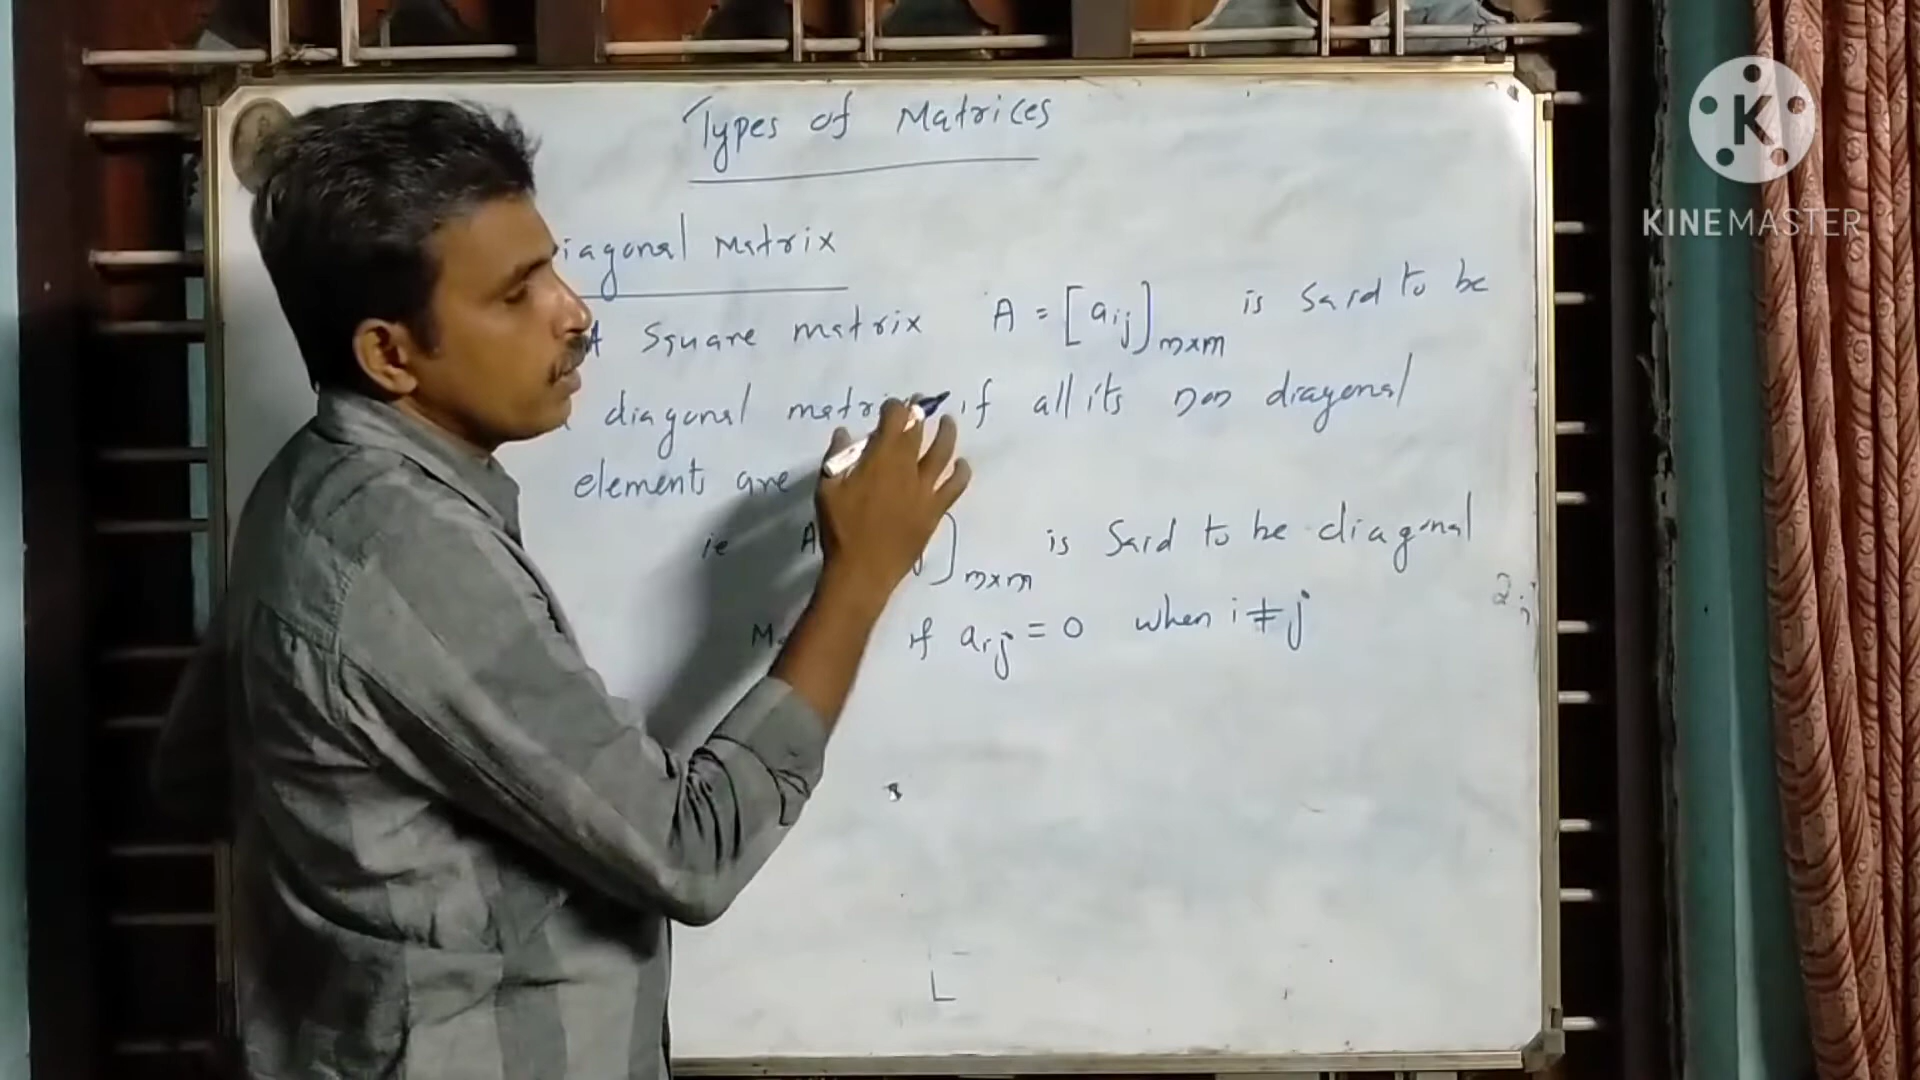 Types of Matrices
iagonal Matrix
A Square matrix A = [aij]m×m is said to be
diagonal matri if all its non diagonal
elements are
ie A ]m×m is said to be diagonal
if aij = 0 when i ≠ j
K
KINEMASTER